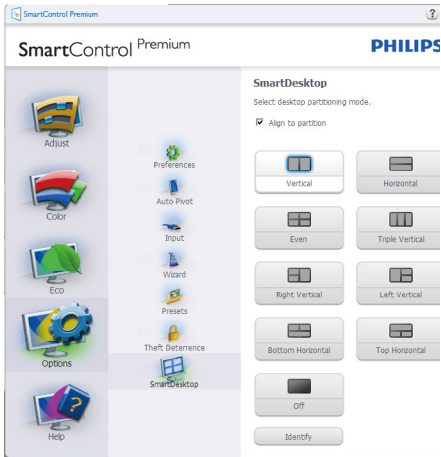 SmartControl Premium
?
SmartControl Premium
PHILIPS
Adjust
Color
Eco
Options
Help
Preferences
Auto Pivot
Input
Wizard
Presets
Theft Deterrence
SmartDesktop
SmartDesktop
Select desktop partitioning mode.
Align to partition
Vertical
Horizontal
Even
Triple Vertical
Right Vertical
Left Vertical
Bottom Horizontal
Top Horizontal
Off
Identify